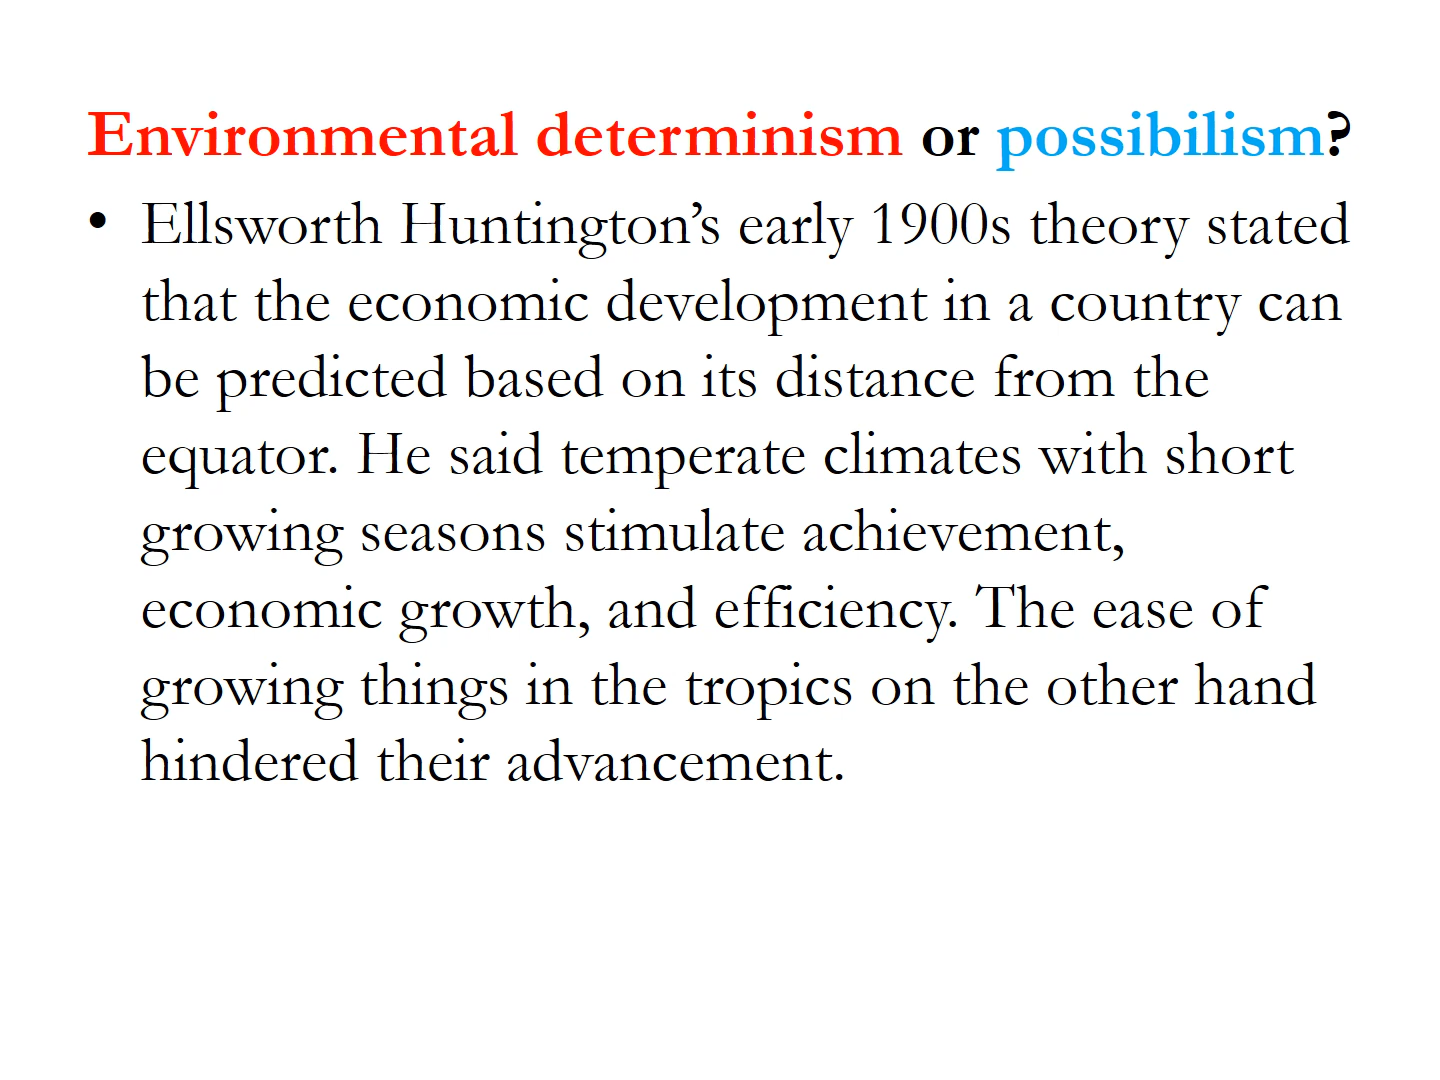 Environmental determinism or possibilism?
• Ellsworth Huntington’s early 1900s theory stated
that the economic development in a country can
be predicted based on its distance from the
equator. He said temperate climates with short
growing seasons stimulate achievement,
economic growth, and efficiency. The ease of
growing things in the tropics on the other hand
hindered their advancement.